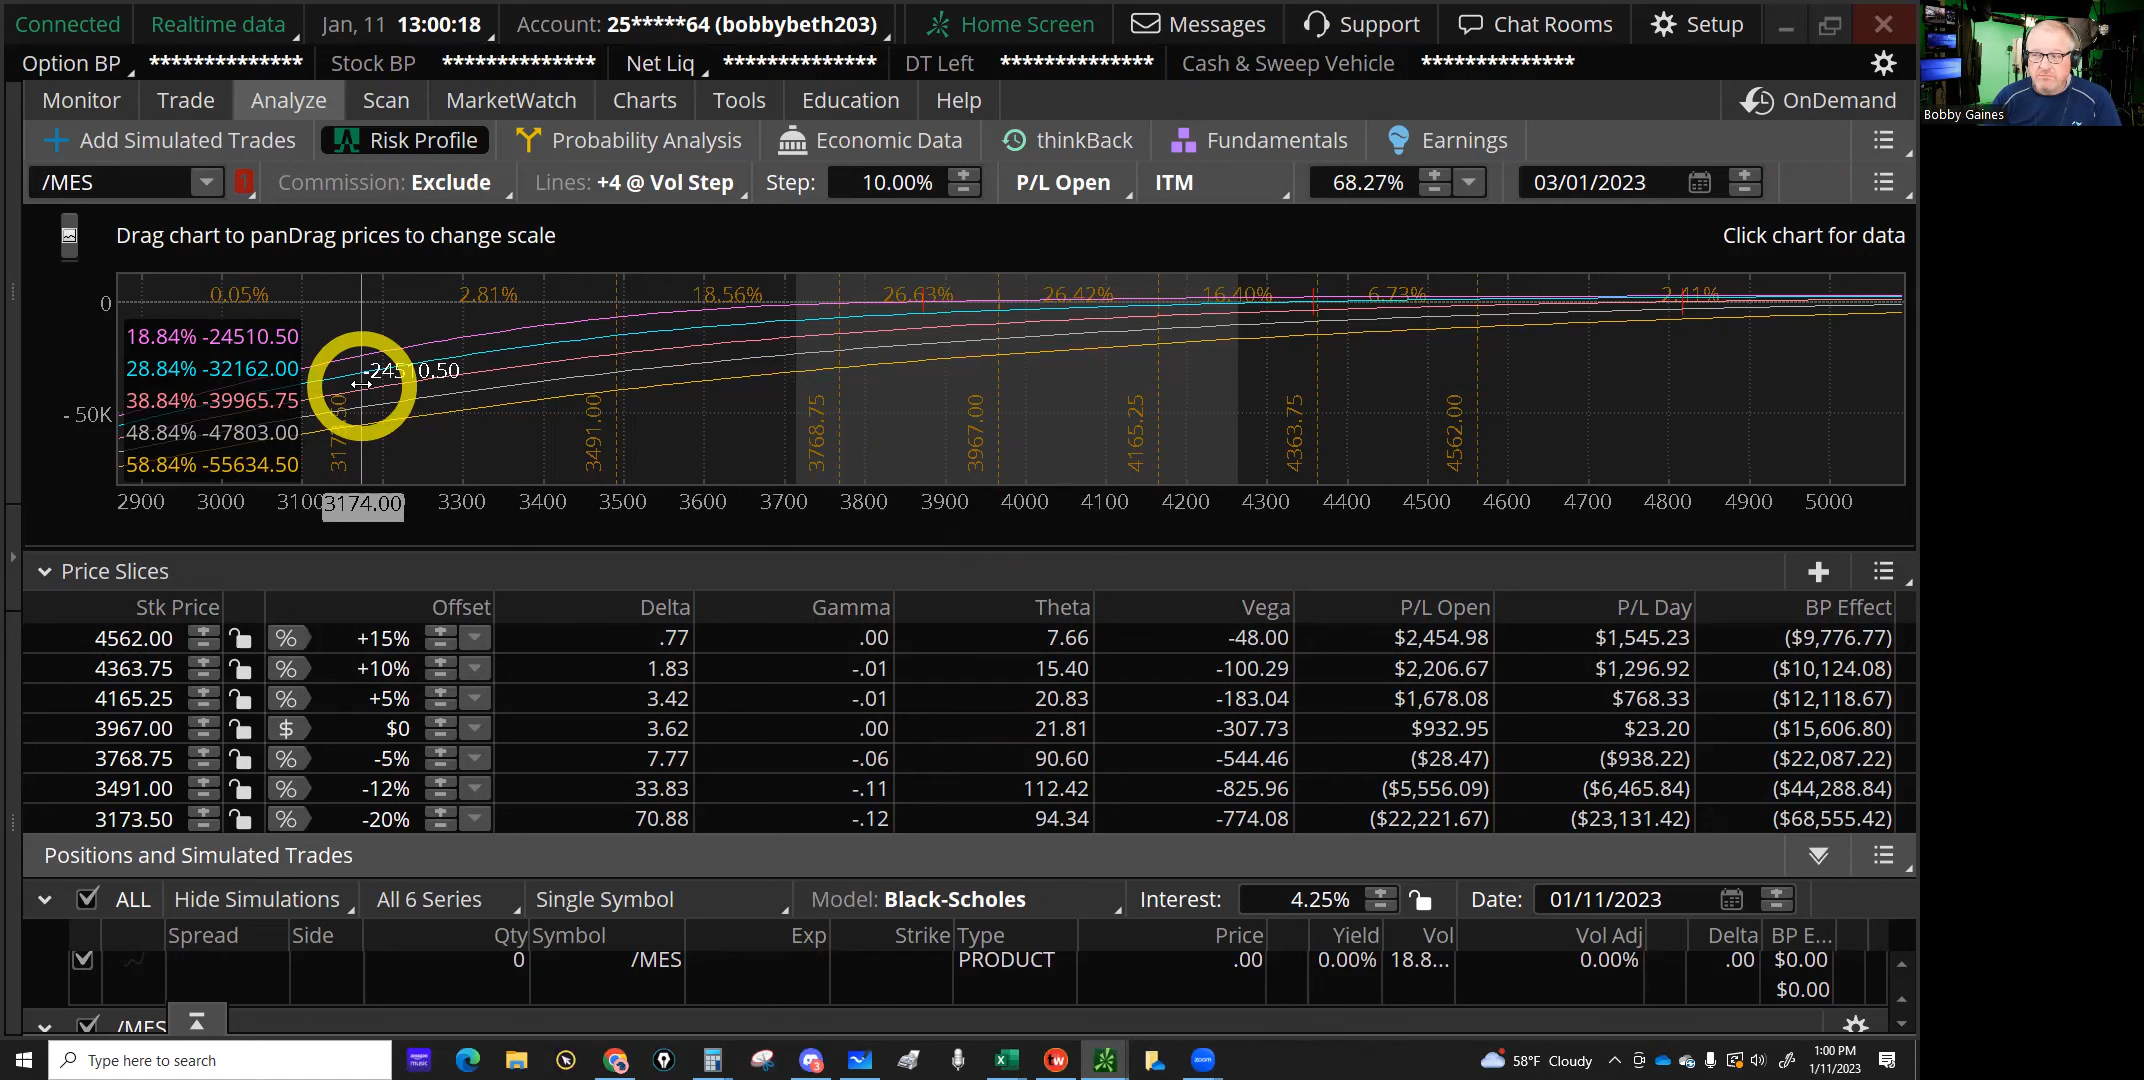 Connected Realtime data Jan, 11 13:00:18 Account: 25*****64 (bobbybeth203) Home Screen Messages Support Chat Rooms Setup
Option BP ************** Stock BP ************** Net Liq ************** DT Left ************** Cash & Sweep Vehicle **************
Bobby Gaines
Monitor Trade Analyze Scan MarketWatch Charts Tools Education Help OnDemand
Add Simulated Trades Risk Profile Probability Analysis Economic Data thinkBack Fundamentals Earnings
/MES 1 Commission: Exclude Lines: +4 @ Vol Step Step: 10.00% P/L Open ITM 68.27% 03/01/2023
Drag chart to panDrag prices to change scale Click chart for data
0 0.05% 2.81% 18.56% 26.63% 26.42% 16.40% 6.73% 2.41%
18.84% -24510.50
28.84% -32162.00 -24510.50
38.84% -39965.75
-50K
48.84% -47803.00
58.84% -55634.50
3173.50 3491.00 3768.75 3967.00 4165.25 4363.75 4562.00
2900 3000 3100 3174.00 3300 3400 3500 3600 3700 3800 3900 4000 4100 4200 4300 4400 4500 4600 4700 4800 4900 5000
Price Slices
Stk Price Offset Delta Gamma Theta Vega P/L Open P/L Day BP Effect
4562.00 % +15% .77 .00 7.66 -48.00 $2,454.98 $1,545.23 ($9,776.77)
4363.75 % +10% 1.83 -.01 15.40 -100.29 $2,206.67 $1,296.92 ($10,124.08)
4165.25 % +5% 3.42 -.01 20.83 -183.04 $1,678.08 $768.33 ($12,118.67)
3967.00 $ $0 3.62 .00 21.81 -307.73 $932.95 $23.20 ($15,606.80)
3768.75 % -5% 7.77 -.06 90.60 -544.46 ($28.47) ($938.22) ($22,087.22)
3491.00 % -12% 33.83 -.11 112.42 -825.96 ($5,556.09) ($6,465.84) ($44,288.84)
3173.50 % -20% 70.88 -.12 94.34 -774.08 ($22,221.67) ($23,131.42) ($68,555.42)
Positions and Simulated Trades
ALL Hide Simulations All 6 Series Single Symbol Model: Black-Scholes Interest: 4.25% Date: 01/11/2023
Spread Side Qty Symbol Exp Strike Type Price Yield Vol Vol Adj Delta BP E...
0 /MES PRODUCT .00 0.00% 18.8... 0.00% .00 $0.00
$0.00
/MES
Type here to search amazon music 3 zoom 58°F Cloudy 1:00 PM
1/11/2023